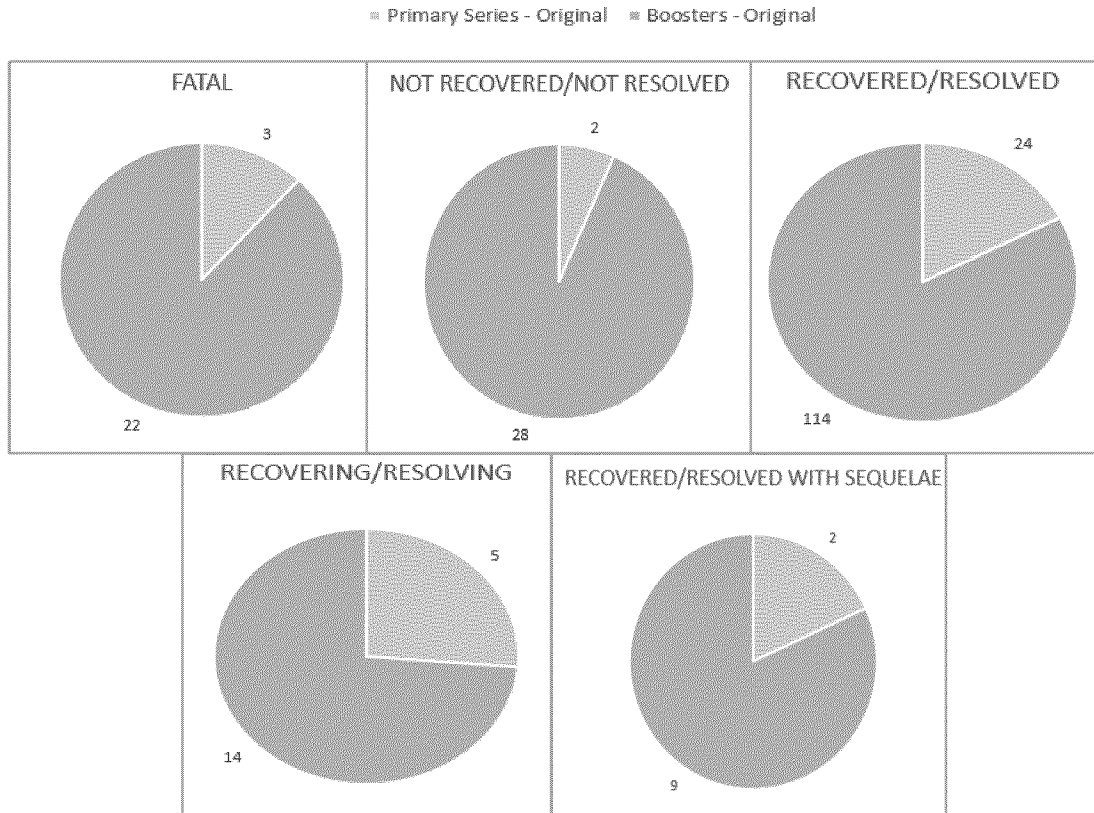 Primary Series - Original Boosters - Original
FATAL
3
22
NOT RECOVERED/NOT RESOLVED
2
28
RECOVERED/RESOLVED
24
114
RECOVERING/RESOLVING
5
14
RECOVERED/RESOLVED WITH SEQUELAE
2
9